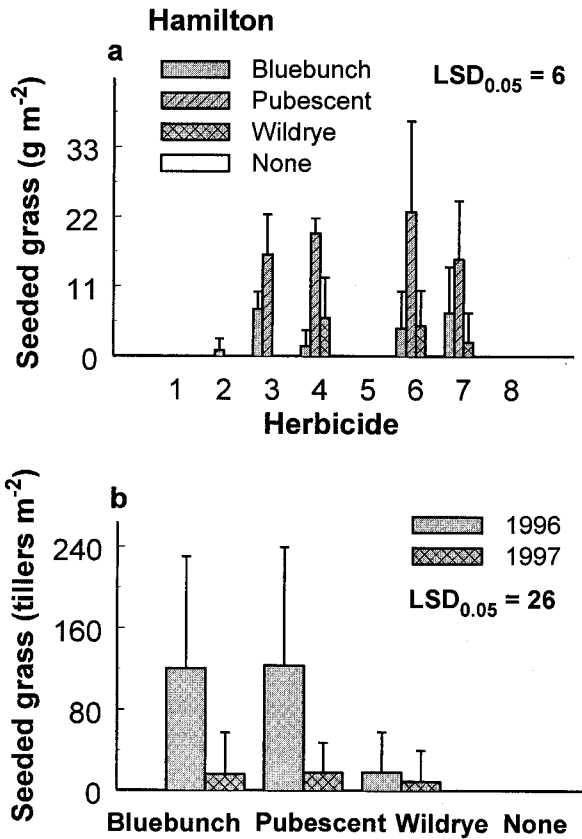 Hamilton
a
Bluebunch
Pubescent
Wildrye
None
LSD0.05 = 6
Seeded grass (g m-2)
33
22
11
0
1 2 3 4 5 6 7 8
Herbicide
b
1996
1997
LSD0.05 = 26
Seeded grass (tillers m-2)
240
160
80
0
Bluebunch Pubescent Wildrye None